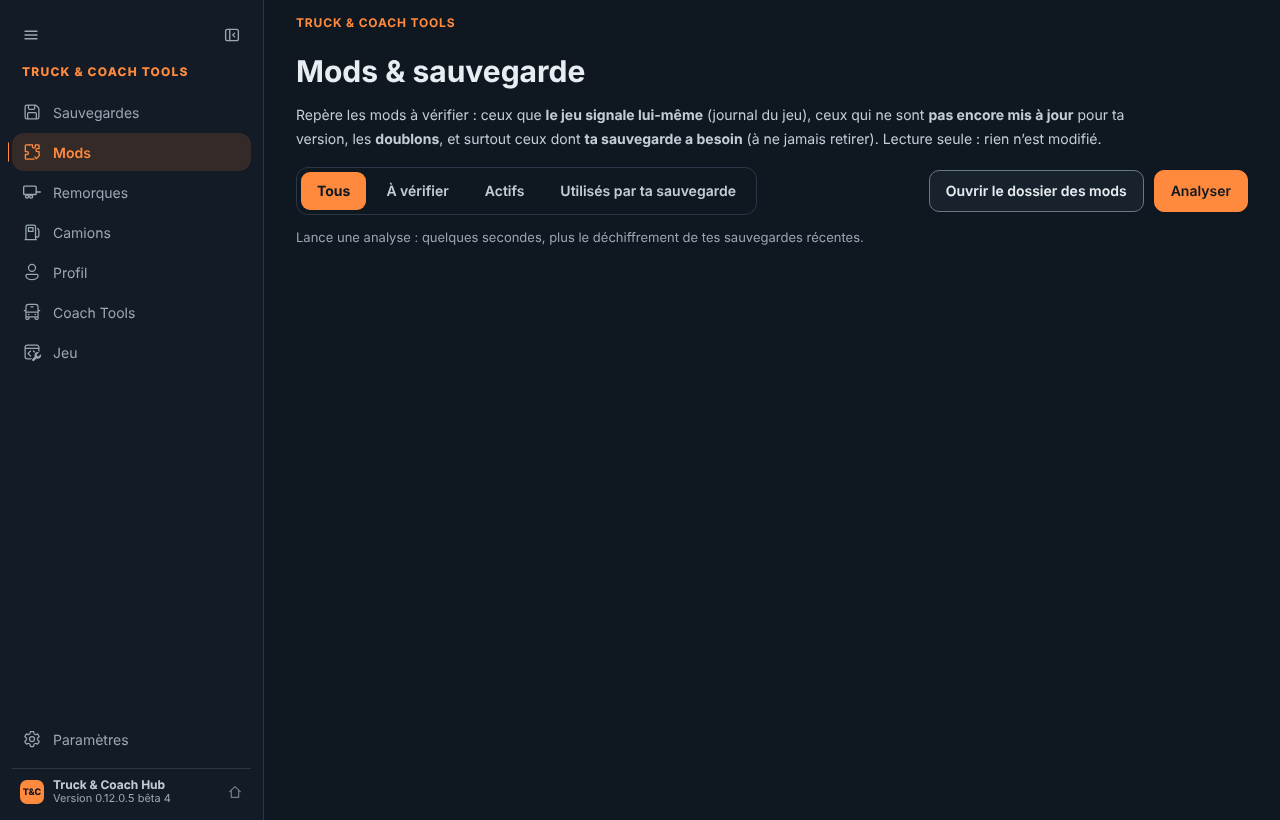 TRUCK & COACH TOOLS
Sauvegardes
Mods
Remorques
Camions
Profil
Coach Tools
Jeu
Paramètres
T&C
Truck & Coach Hub
Version 0.12.0.5 bêta 4
TRUCK & COACH TOOLS
Mods & sauvegarde
Repère les mods à vérifier : ceux que le jeu signale lui-même (journal du jeu), ceux qui ne sont pas encore mis à jour pour ta
version, les doublons, et surtout ceux dont ta sauvegarde a besoin (à ne jamais retirer). Lecture seule : rien n’est modifié.
Tous
À vérifier
Actifs
Utilisés par ta sauvegarde
Ouvrir le dossier des mods
Analyser
Lance une analyse : quelques secondes, plus le déchiffrement de tes sauvegardes récentes.